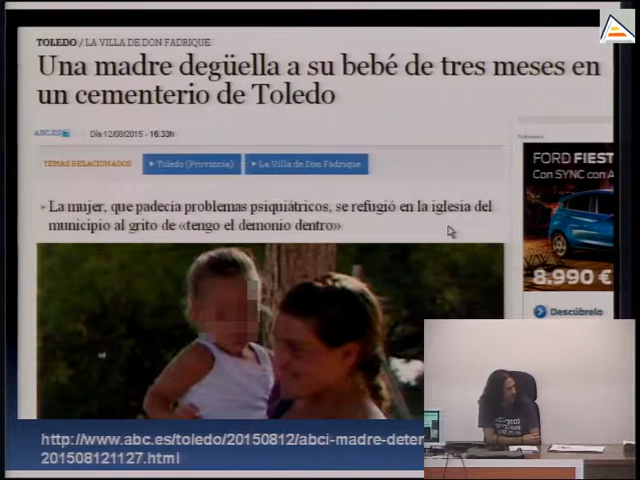 TOLEDO / LA VILLA DE DON FADRIQUE
Una madre degüella a su bebé de tres meses en
un cementerio de Toledo
ABC.ES
Día 12/08/2015 - 16.33h
TEMAS RELACIONADOS
Toledo (Provincia)
La Villa de Don Fadrique
La mujer, que padecía problemas psiquiátricos, se refugió en la iglesia del
municipio al grito de «tengo el demonio dentro»
FORD FIEST
Con SYNC con A
8.990 €
Descúbrelo
http://www.abc.es/toledo/20150812/abci-madre-deter
201508121127.html